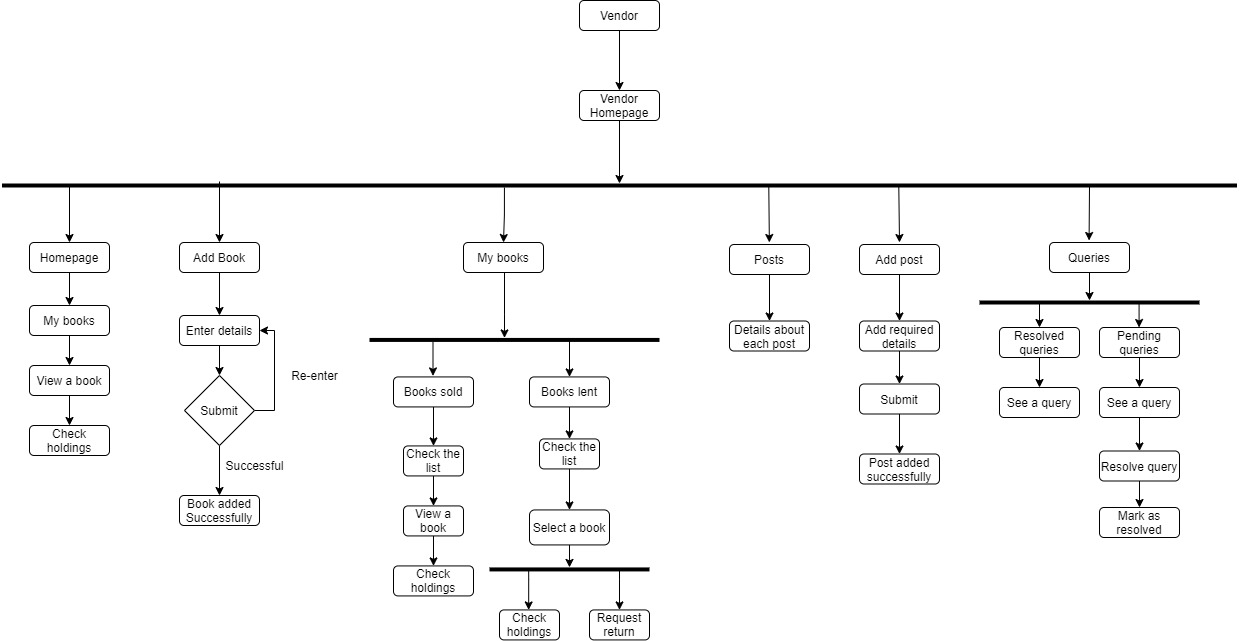 Vendor
Vendor
Homepage
Homepage
Add Book
My books
Posts
Add post
Queries
My books
Enter details
Details about
each post
Add required
details
Resolved
queries
Pending
queries
View a book
Re-enter
Books sold
Books lent
Submit
Submit
See a query
See a query
Check
holdings
Check the
list
Check the
list
Successful
Post added
successfully
Resolve query
Book added
Successfully
View a
book
Select a book
Mark as
resolved
Check
holdings
Check
holdings
Request
return